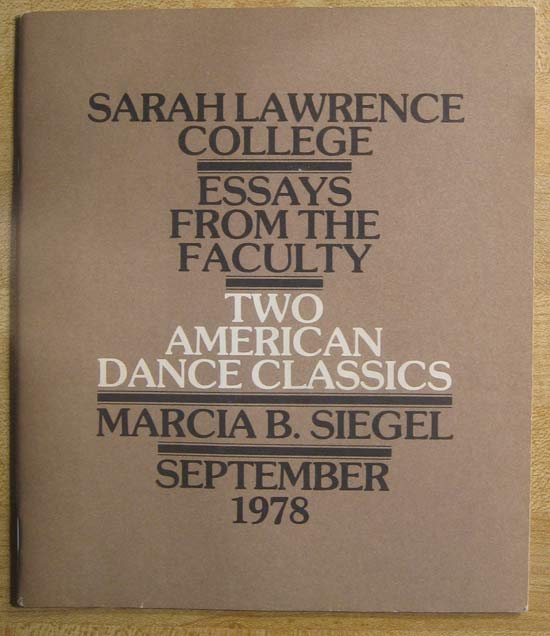 SARAH LAWRENCE
COLLEGE
ESSAYS
FROM THE
FACULTY
TWO
AMERICAN
DANCE CLASSICS
MARCIA B. SIEGEL
SEPTEMBER
1978